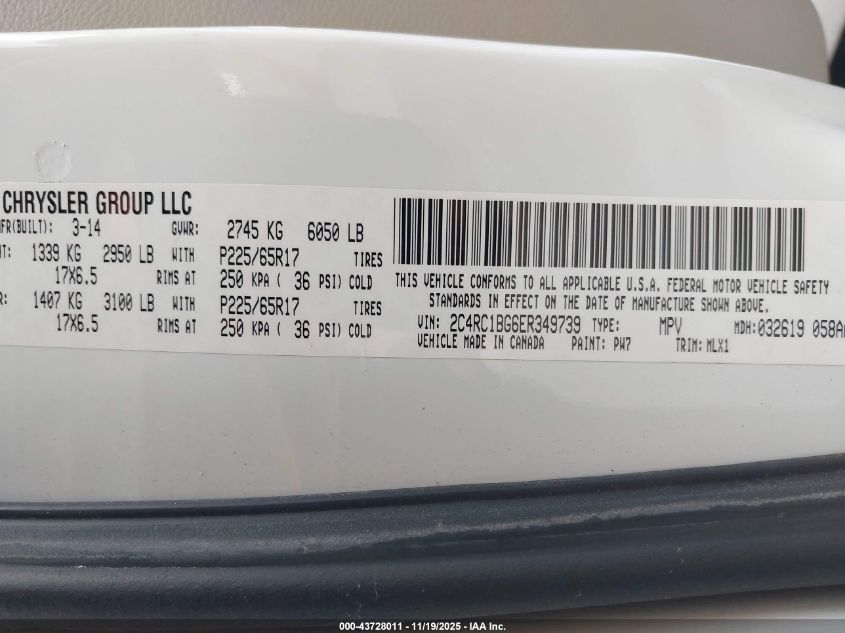 CHRYSLER GROUP LLC
FR(BUILT): 3-14 GVWR: 2745 KG 6050 LB
T: 1339 KG 2950 LB WITH P225/65R17 TIRES
17X6.5 RIMS AT 250 KPA ( 36 PSI) COLD
R: 1407 KG 3100 LB WITH P225/65R17 TIRES
17X6.5 RIMS AT 250 KPA ( 36 PSI) COLD
THIS VEHICLE CONFORMS TO ALL APPLICABLE U.S.A. FEDERAL MOTOR VEHICLE SAFETY
STANDARDS IN EFFECT ON THE DATE OF MANUFACTURE SHOWN ABOVE.
VIN: 2C4RC1BG6ER349739 TYPE: MPV MDH: 032619 058A
VEHICLE MADE IN CANADA PAINT: PW7 TRIM: MLX1
000-43728011 - 11/19/2025 - IAA Inc.